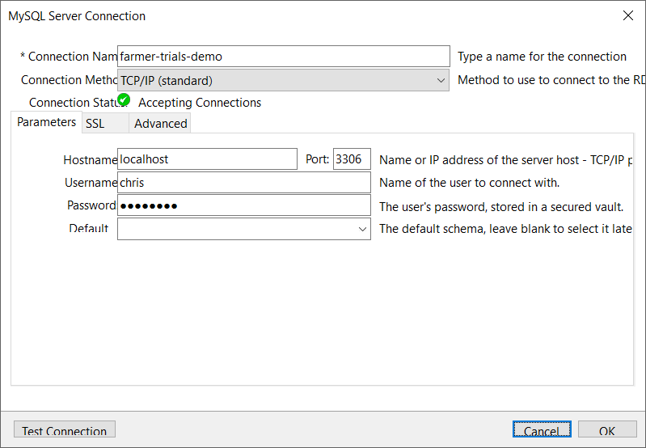 MySQL Server Connection
* Connection Nam farmer-trials-demo Type a name for the connection
Connection Metho TCP/IP (standard) Method to use to connect to the RD
Connection Statu Accepting Connections
Parameters SSL Advanced
Hostname localhost Port: 3306 Name or IP address of the server host - TCP/IP p
Username chris Name of the user to connect with.
Password ●●●●●●●● The user's password, stored in a secured vault.
Default The default schema, leave blank to select it late
Test Connection Cancel OK